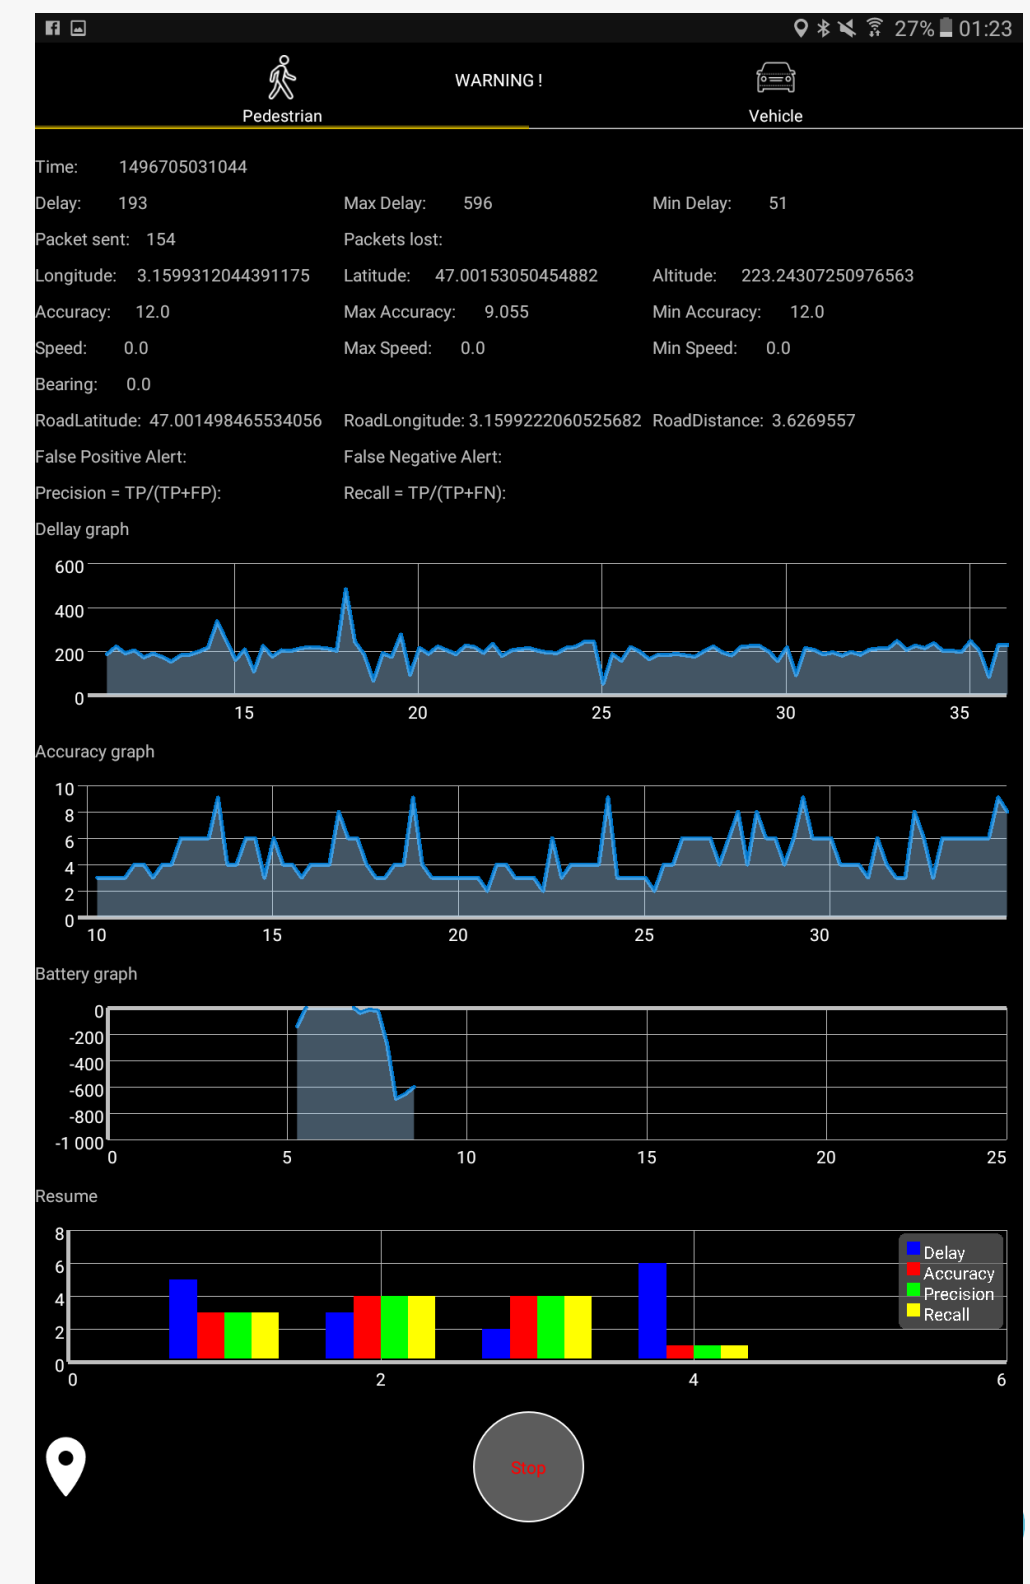 27% 01:23
WARNING !
Pedestrian Vehicle
Time: 1496705031044
Delay: 193 Max Delay: 596 Min Delay: 51
Packet sent: 154 Packets lost:
Longitude: 3.1599312044391175 Latitude: 47.00153050454882 Altitude: 223.24307250976563
Accuracy: 12.0 Max Accuracy: 9.055 Min Accuracy: 12.0
Speed: 0.0 Max Speed: 0.0 Min Speed: 0.0
Bearing: 0.0
RoadLatitude: 47.001498465534056 RoadLongitude: 3.1599222060525682 RoadDistance: 3.6269557
False Positive Alert: False Negative Alert:
Precision = TP/(TP+FP): Recall = TP/(TP+FN):
Dellay graph
600
400
200
0
15 20 25 30 35
Accuracy graph
10
8
6
4
2
0
10 15 20 25 30
Battery graph
0
-200
-400
-600
-800
-1 000
0 5 10 15 20 25
Resume
8
6
4
2
0
Delay
Accuracy
Precision
Recall
0 2 4 6
Stop